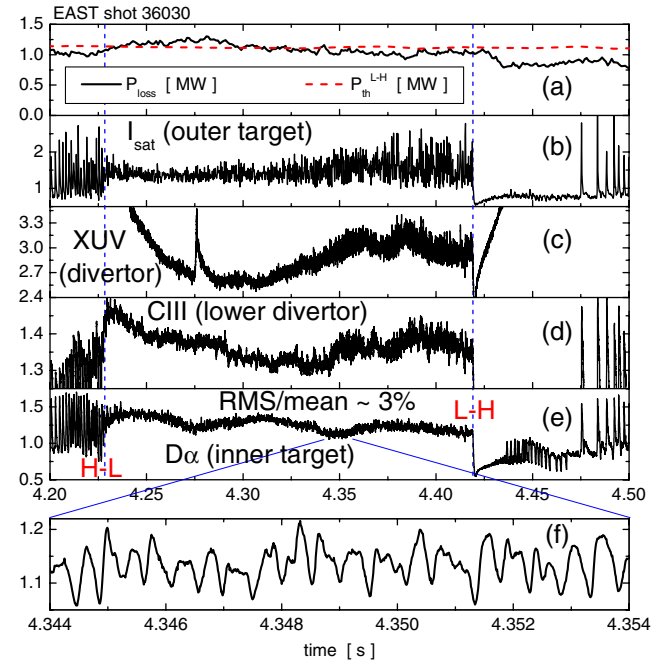 EAST shot 36030
1.5
1.0
0.5
0.0
P_loss [ MW ]
P_th^L-H [ MW ]
(a)
2
1
I_sat (outer target)
(b)
3.3
3.0
2.7
2.4
XUV
(divertor)
(c)
1.4
1.3
CIII (lower divertor)
(d)
1.5
1.0
0.5
RMS/mean ~ 3%
L-H
(e)
H-L
Dα (inner target)
4.20 4.25 4.30 4.35 4.40 4.45 4.50
1.2
1.1
(f)
4.344 4.346 4.348 4.350 4.352 4.354
time [ s ]